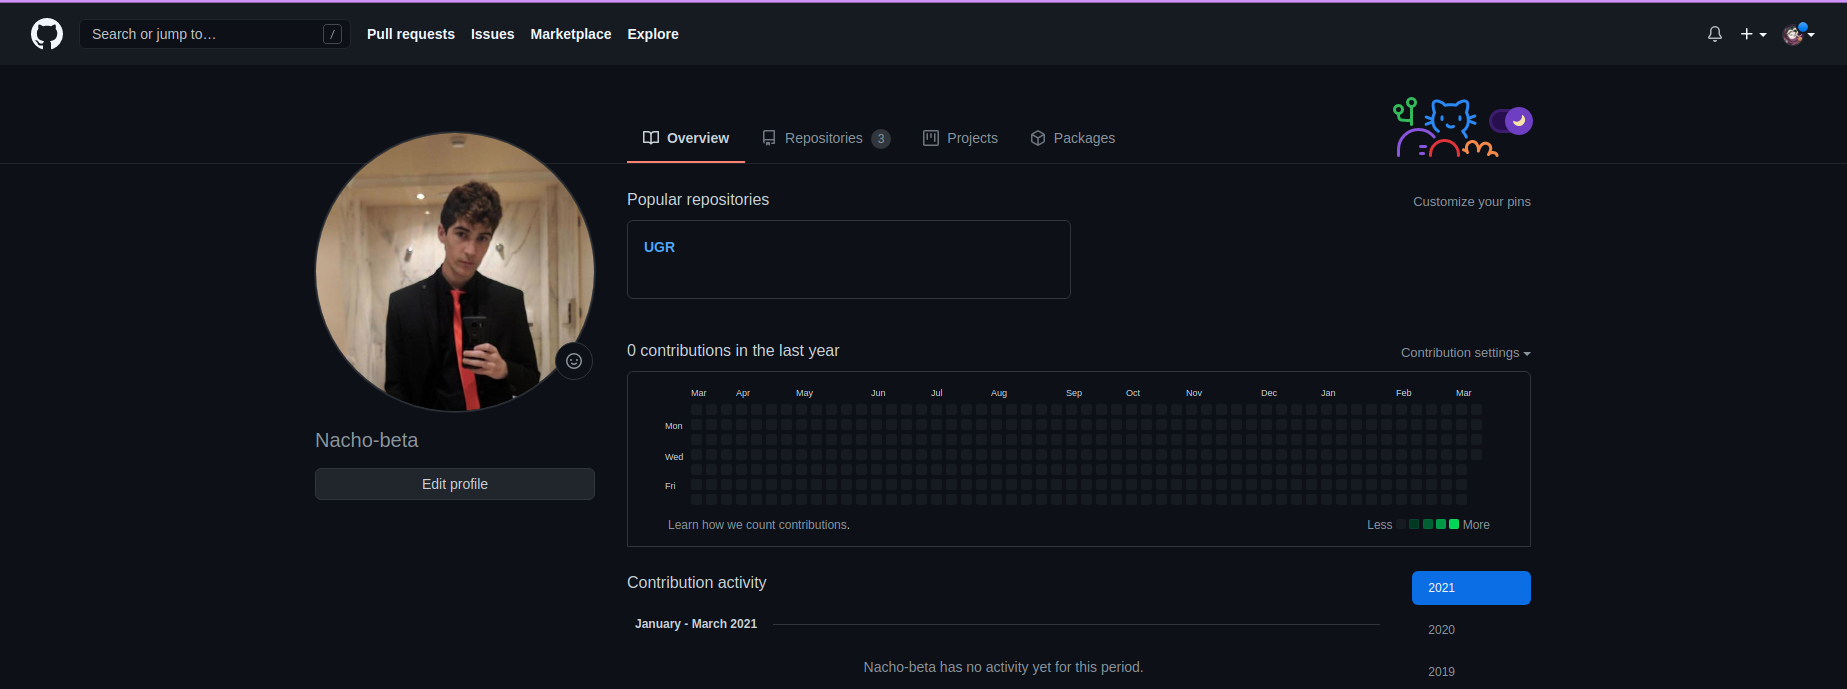 Search or jump to… /
Pull requests Issues Marketplace Explore
Overview Repositories 3 Projects Packages
Popular repositories Customize your pins
UGR
0 contributions in the last year Contribution settings
Mar Apr May Jun Jul Aug Sep Oct Nov Dec Jan Feb Mar
Mon
Wed
Fri
Learn how we count contributions. Less More
Nacho-beta
Edit profile
Contribution activity
2021
2020
2019
January - March 2021
Nacho-beta has no activity yet for this period.